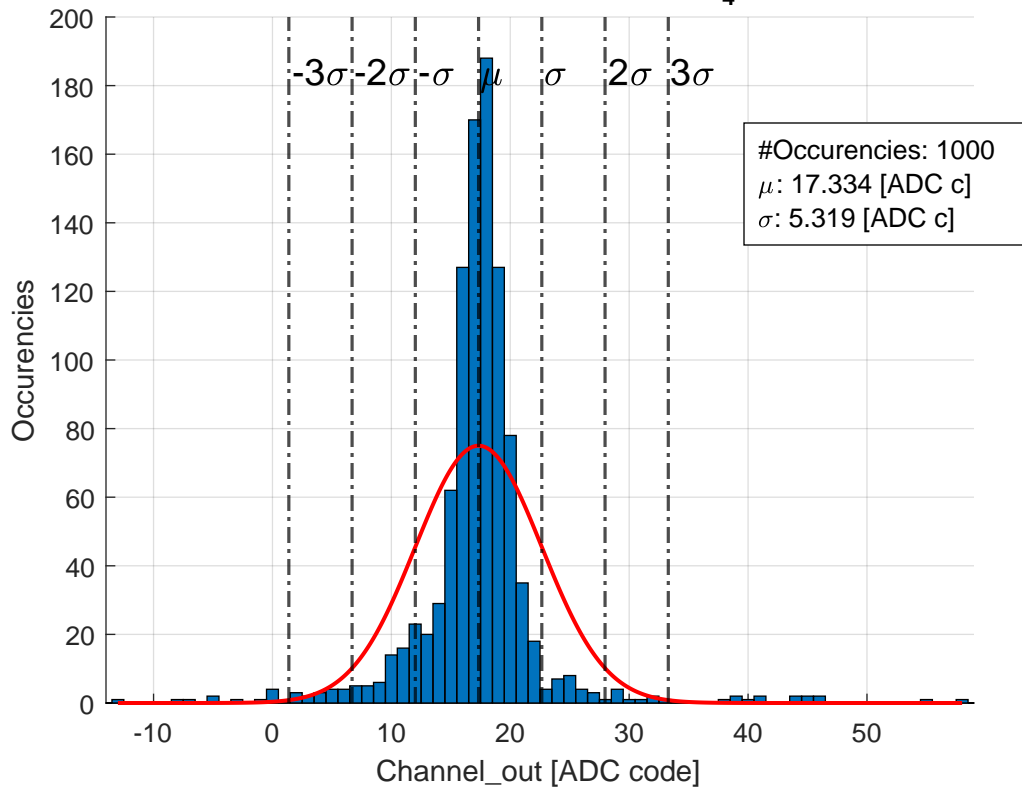 4
200
180
160
140
120
100
80
60
40
20
0
-3σ -2σ -σ μ σ 2σ 3σ
#Occurencies: 1000
μ: 17.334 [ADC c]
σ: 5.319 [ADC c]
Occurencies
-10 0 10 20 30 40 50
Channel_out [ADC code]